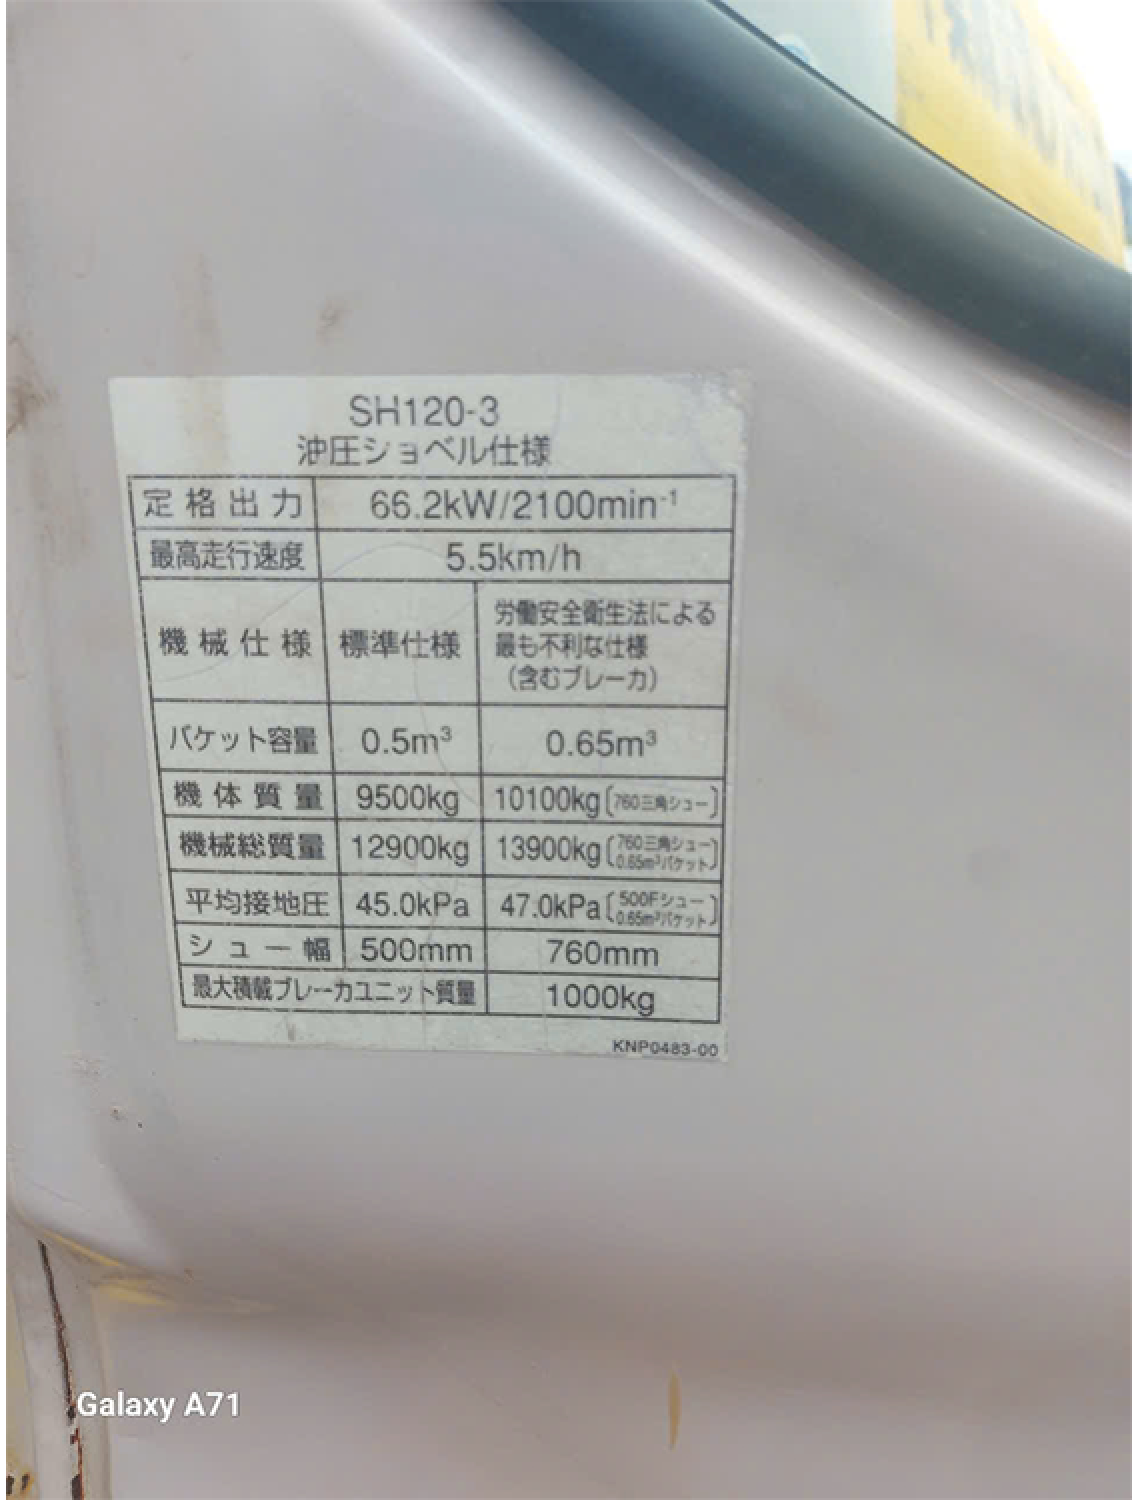 SH120-3
油圧ショベル仕様
定格出力 66.2kW/2100min⁻¹
最高走行速度 5.5km/h
機械仕様 標準仕様 労働安全衛生法による
最も不利な仕様
(含むブレーカ)
バケット容量 0.5m³ 0.65m³
機体質量 9500kg 10100kg〔760三角シュー〕
機械総質量 12900kg 13900kg〔760三角シュー
0.65m³バケット〕
平均接地圧 45.0kPa 47.0kPa〔500Fシュー
0.65m³バケット〕
シュー幅 500mm 760mm
最大積載ブレーカユニット質量 1000kg
KNP0483-00
Galaxy A71